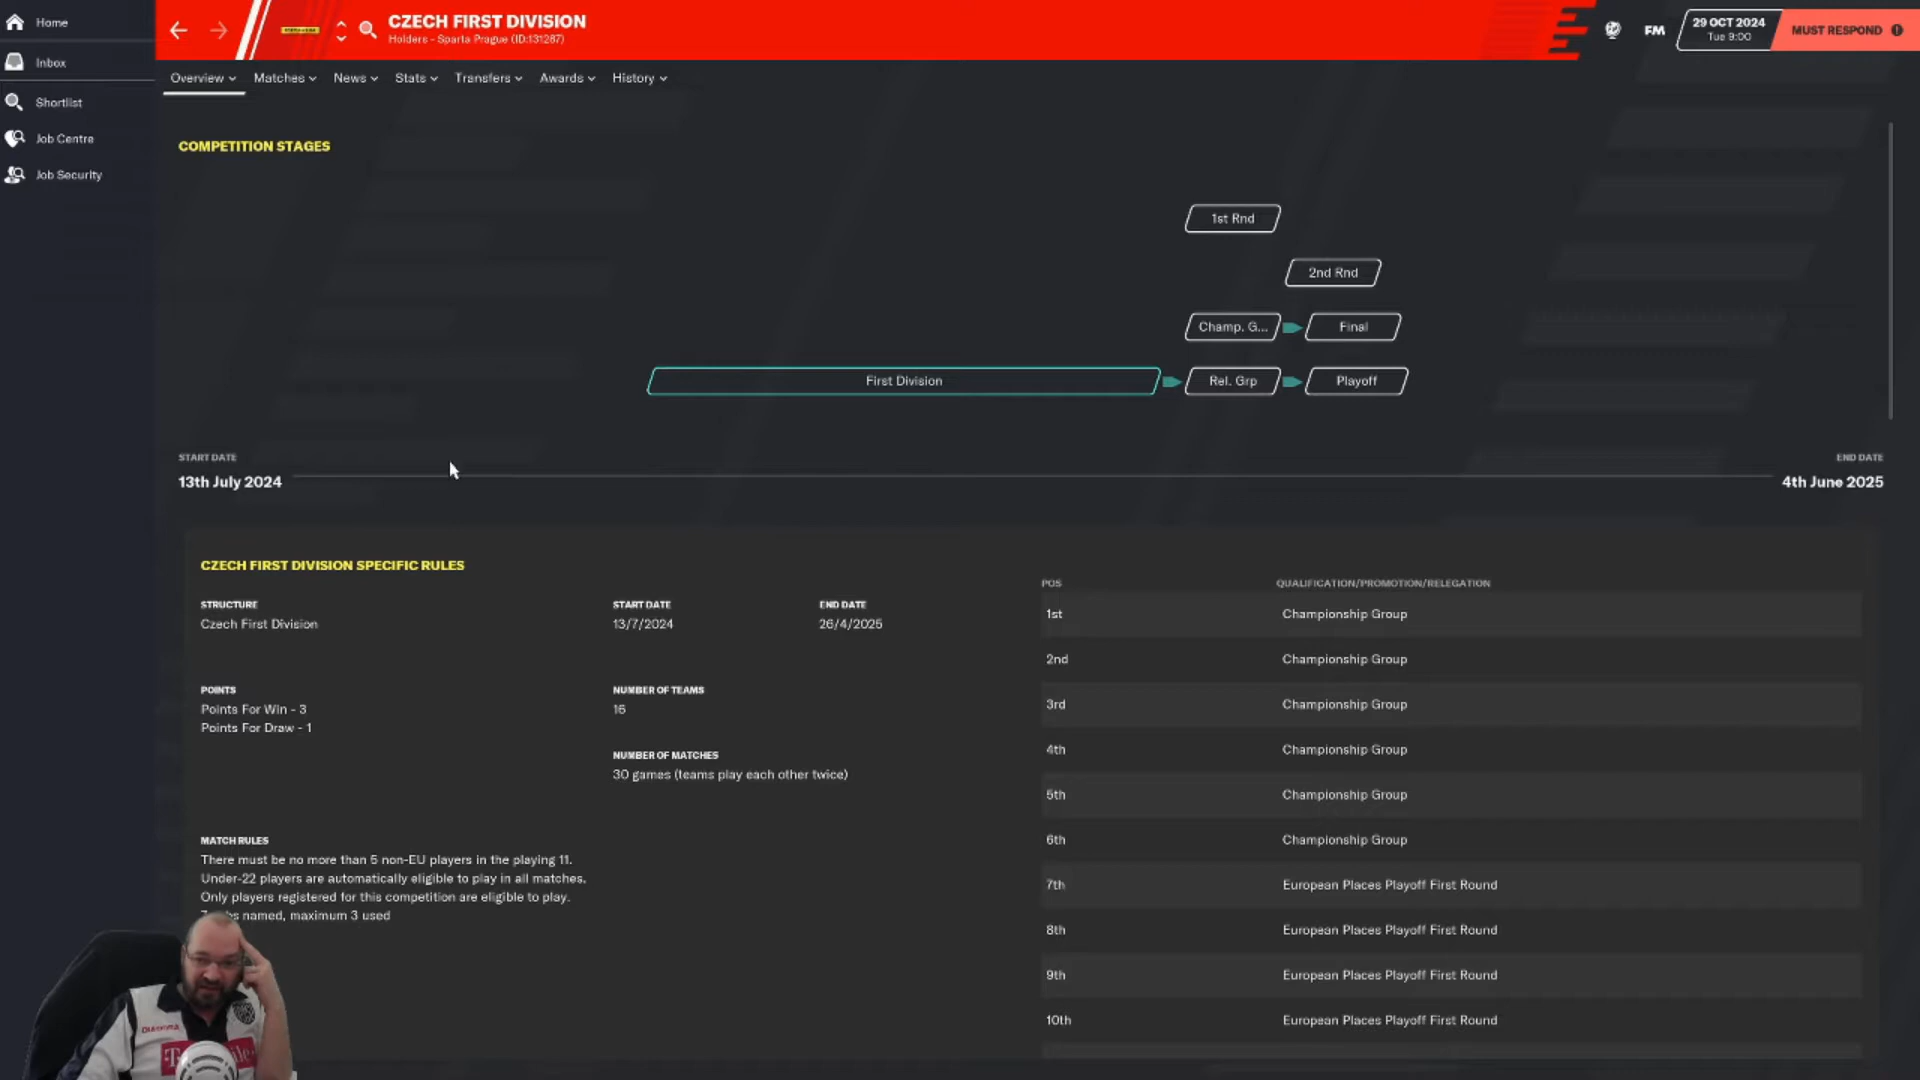 Home
CZECH FIRST DIVISION
Holders - Sparta Prague (ID:131287)
FM
29 OCT 2024
Tue 9:00
MUST RESPOND
Inbox
Overview
Matches
News
Stats
Transfers
Awards
History
Shortlist
Job Centre
Job Security
COMPETITION STAGES
1st Rnd
2nd Rnd
Champ. G...
Final
First Division
Rel. Grp
Playoff
START DATE
13th July 2024
END DATE
4th June 2025
CZECH FIRST DIVISION SPECIFIC RULES
STRUCTURE
Czech First Division
START DATE
13/7/2024
END DATE
26/4/2025
POINTS
Points For Win - 3
Points For Draw - 1
NUMBER OF TEAMS
16
NUMBER OF MATCHES
30 games (teams play each other twice)
MATCH RULES
There must be no more than 5 non-EU players in the playing 11.
Under-22 players are automatically eligible to play in all matches.
Only players registered for this competition are eligible to play.
named, maximum 3 used
POS QUALIFICATION/PROMOTION/RELEGATION
1st Championship Group
2nd Championship Group
3rd Championship Group
4th Championship Group
5th Championship Group
6th Championship Group
7th European Places Playoff First Round
8th European Places Playoff First Round
9th European Places Playoff First Round
10th European Places Playoff First Round